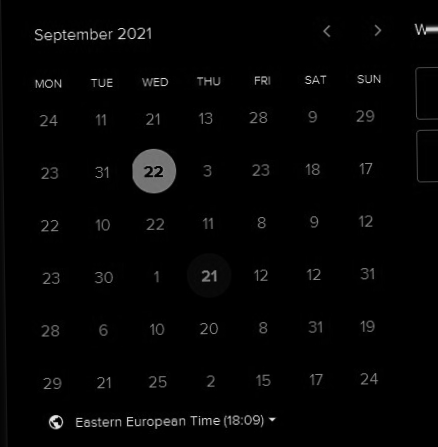 September 2021 < >
MON TUE WED THU FRI SAT SUN
24 11 21 13 28 9 29
23 31 22 3 23 18 17
22 10 22 11 8 9 12
23 30 1 21 12 12 31
28 6 10 20 8 31 19
29 21 25 2 15 17 24
Eastern European Time (18:09)